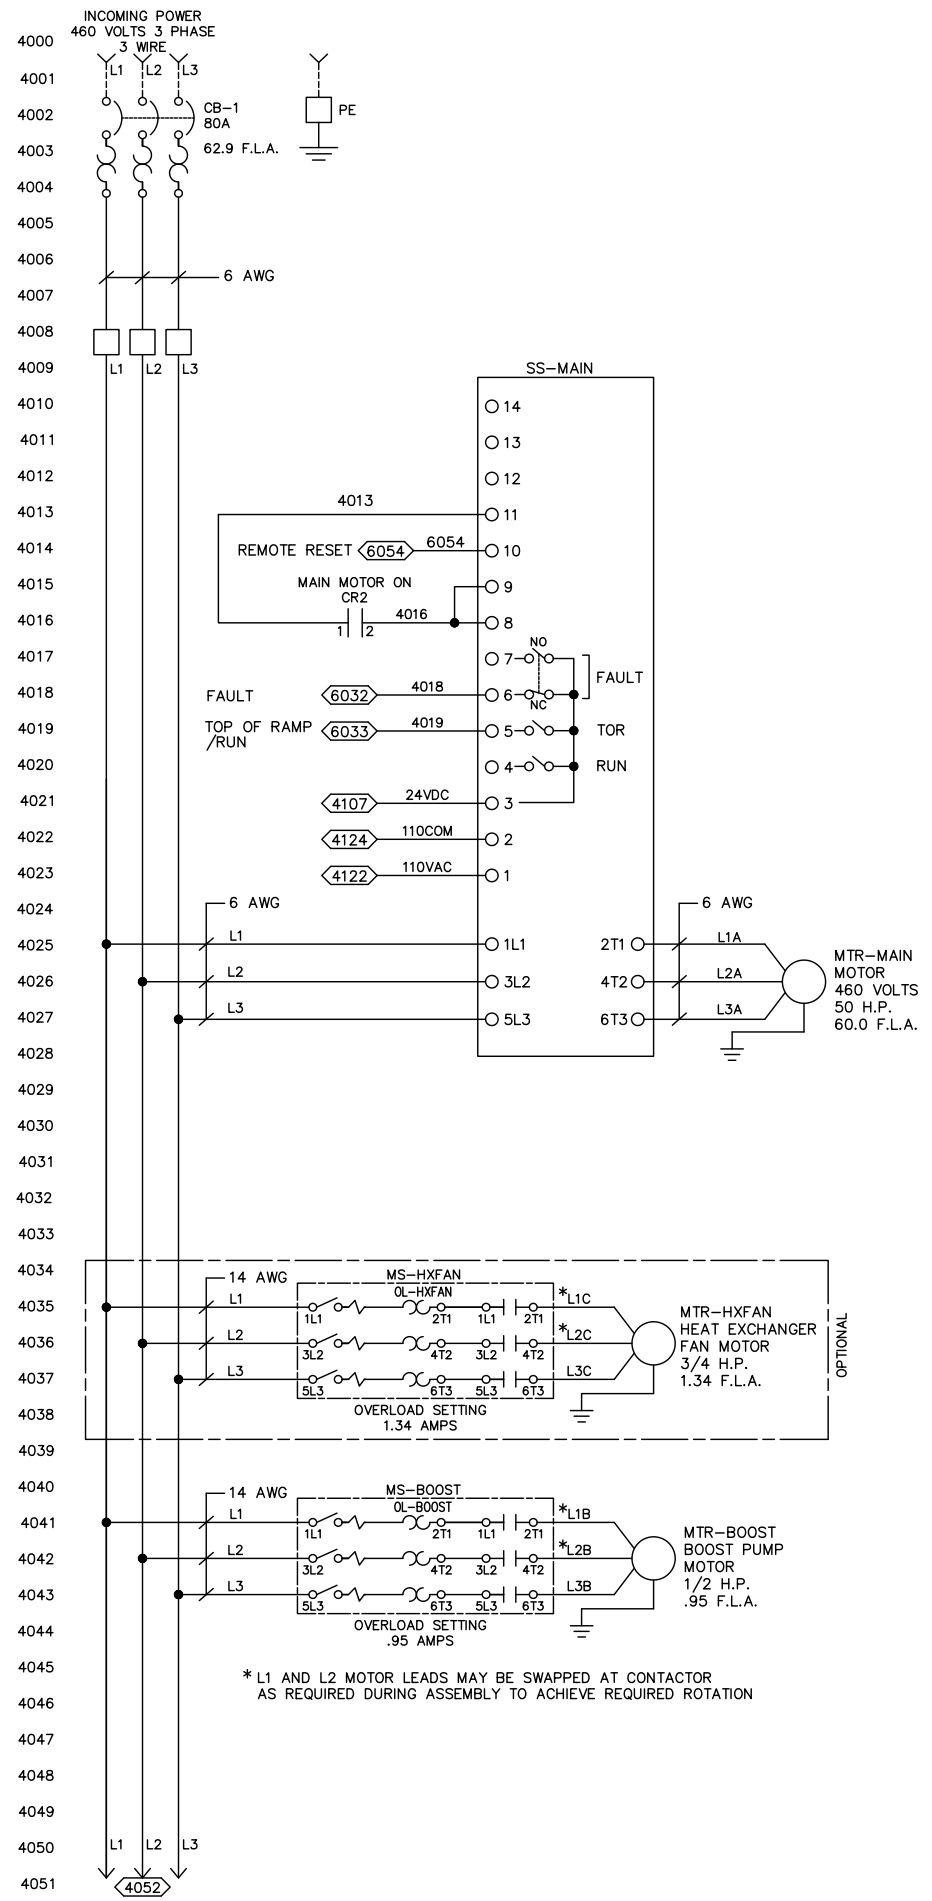 INCOMING POWER
460 VOLTS 3 PHASE
4000 3 WIRE
L1 L2 L3
4001
4002 CB-1 PE
80A
4003 62.9 F.L.A.
4004
4005
4006
6 AWG
4007
4008
4009 L1 L2 L3 SS-MAIN
4010 14
4011 13
4012 12
4013 4013 11
4014 REMOTE RESET 6054 6054 10
4015 MAIN MOTOR ON 9
CR2
4016 1 2 4016 8
4017 7 NO
FAULT
4018 FAULT 6032 4018 6 NC
4019 TOP OF RAMP 6033 4019 5 TOR
/RUN
4020 4 RUN
4021 4107 24VDC 3
4022 4124 110COM 2
4023 4122 110VAC 1
4024 6 AWG 6 AWG
4025 L1 1L1 2T1 L1A
4026 L2 3L2 4T2 L2A
4027 L3 5L3 6T3 L3A
MTR-MAIN
MOTOR
460 VOLTS
50 H.P.
60.0 F.L.A.
4028
4029
4030
4031
4032
4033
4034 14 AWG MS-HXFAN
OL-HXFAN
4035 L1 1L1 2T1 1L1 2T1 *L1C
4036 L2 3L2 4T2 3L2 4T2 *L2C
4037 L3 5L3 6T3 5L3 6T3 L3C
MTR-HXFAN
HEAT EXCHANGER
FAN MOTOR
3/4 H.P.
1.34 F.L.A.
OPTIONAL
4038 OVERLOAD SETTING
1.34 AMPS
4039
4040 14 AWG MS-BOOST
OL-BOOST
4041 L1 1L1 2T1 1L1 2T1 *L1B
4042 L2 3L2 4T2 3L2 4T2 *L2B
4043 L3 5L3 6T3 5L3 6T3 L3B
MTR-BOOST
BOOST PUMP
MOTOR
1/2 H.P.
.95 F.L.A.
4044 OVERLOAD SETTING
.95 AMPS
4045
* L1 AND L2 MOTOR LEADS MAY BE SWAPPED AT CONTACTOR
AS REQUIRED DURING ASSEMBLY TO ACHIEVE REQUIRED ROTATION
4046
4047
4048
4049
4050 L1 L2 L3
4051 4052